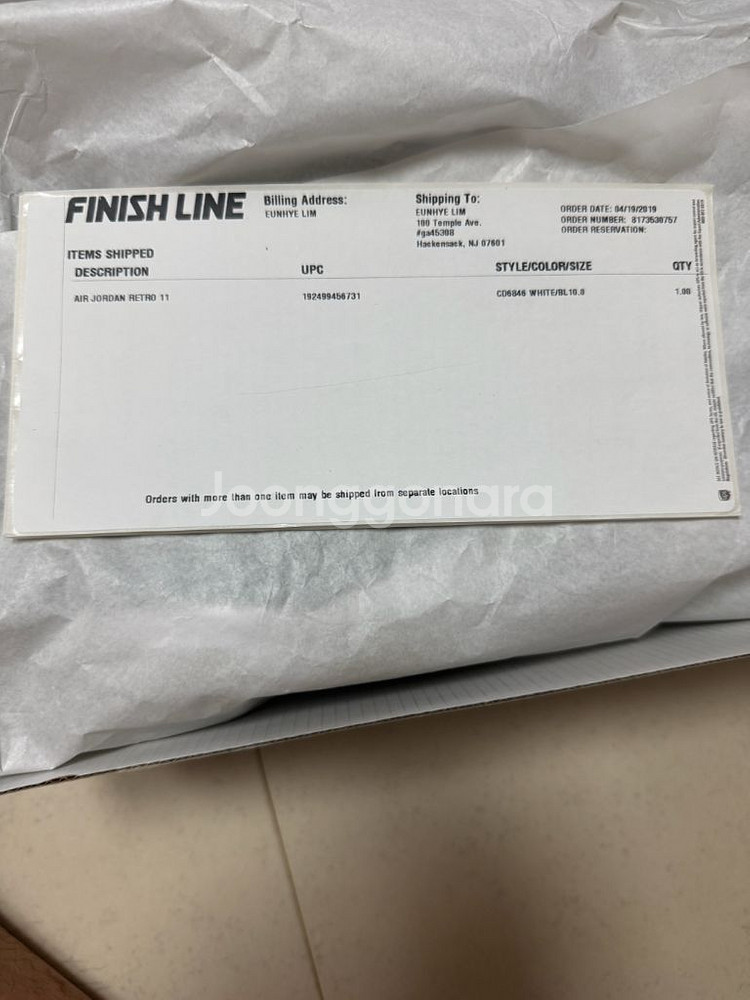 FINISH LINE
Billing Address:
EUNHYE LIM
Shipping To:
EUNHYE LIM
100 Temple Ave.
#ga45308
Hackensack, NJ 07601
ORDER DATE: 04/19/2019
ORDER NUMBER: 8173530757
ORDER RESERVATION:
ITEMS SHIPPED
DESCRIPTION UPC STYLE/COLOR/SIZE QTY
AIR JORDAN RETRO 11 192499456731 CD6846 WHITE/BL10.0 1.00
Orders with more than one item may be shipped from separate locations
Joonggonara